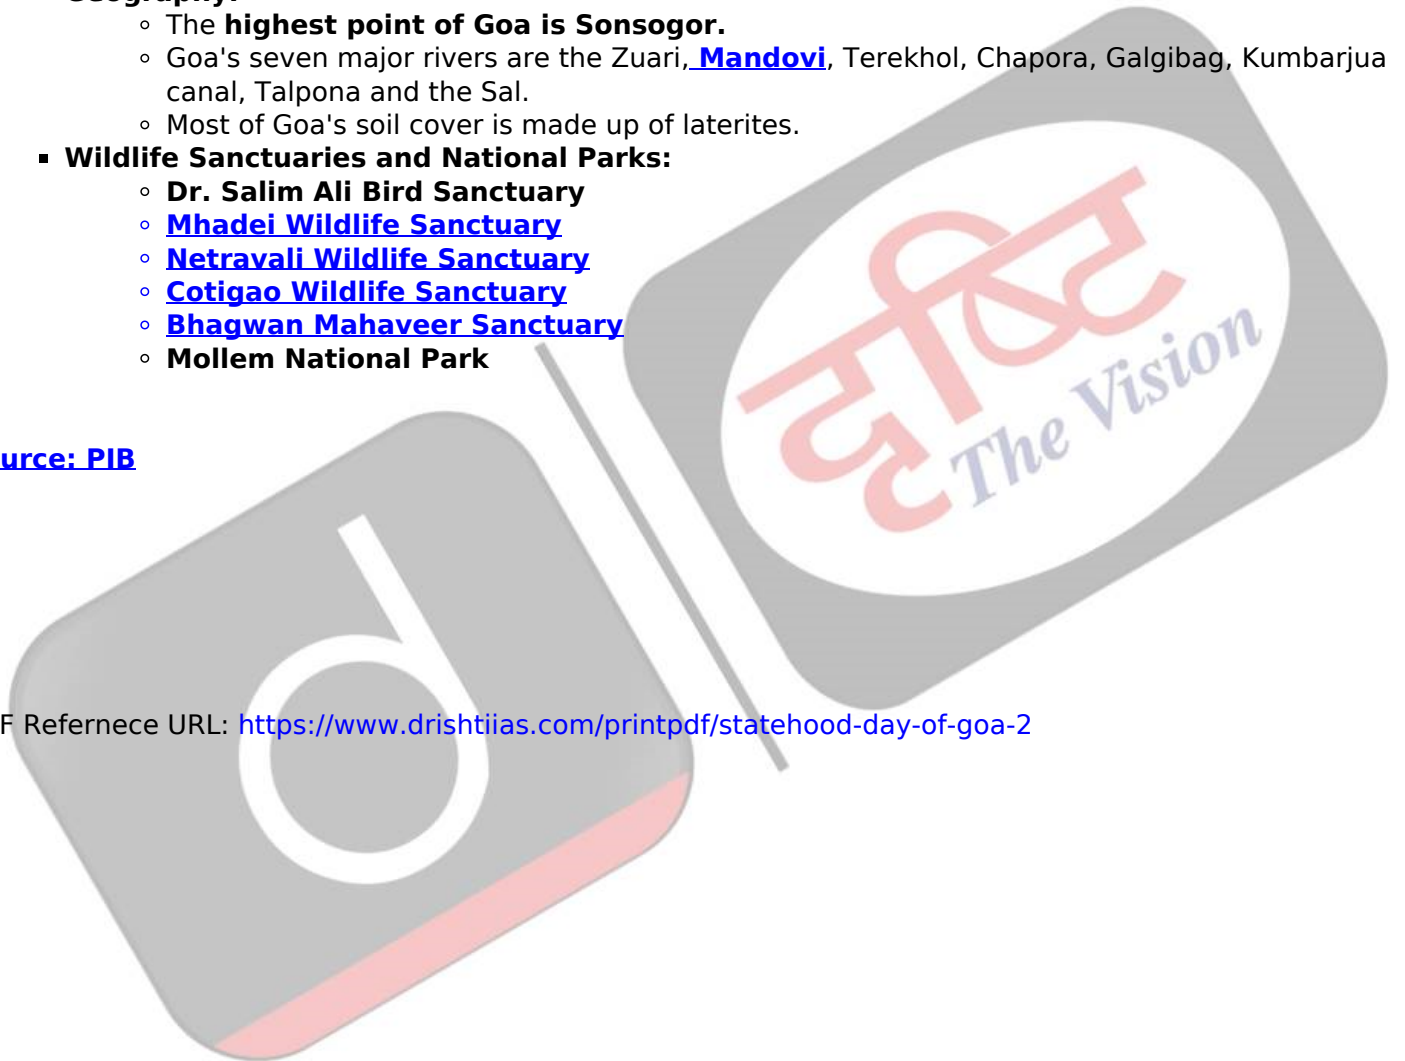 The highest point of Goa is Sonsogor.
Goa's seven major rivers are the Zuari, Mandovi, Terekhol, Chapora, Galgibag, Kumbarjua
canal, Talpona and the Sal.
Most of Goa's soil cover is made up of laterites.
Wildlife Sanctuaries and National Parks:
Dr. Salim Ali Bird Sanctuary
Mhadei Wildlife Sanctuary
Netravali Wildlife Sanctuary
Cotigao Wildlife Sanctuary
Bhagwan Mahaveer Sanctuary
Mollem National Park
दृष्टि
The Vision
urce: PIB
F Refernece URL: https://www.drishtiias.com/printpdf/statehood-day-of-goa-2